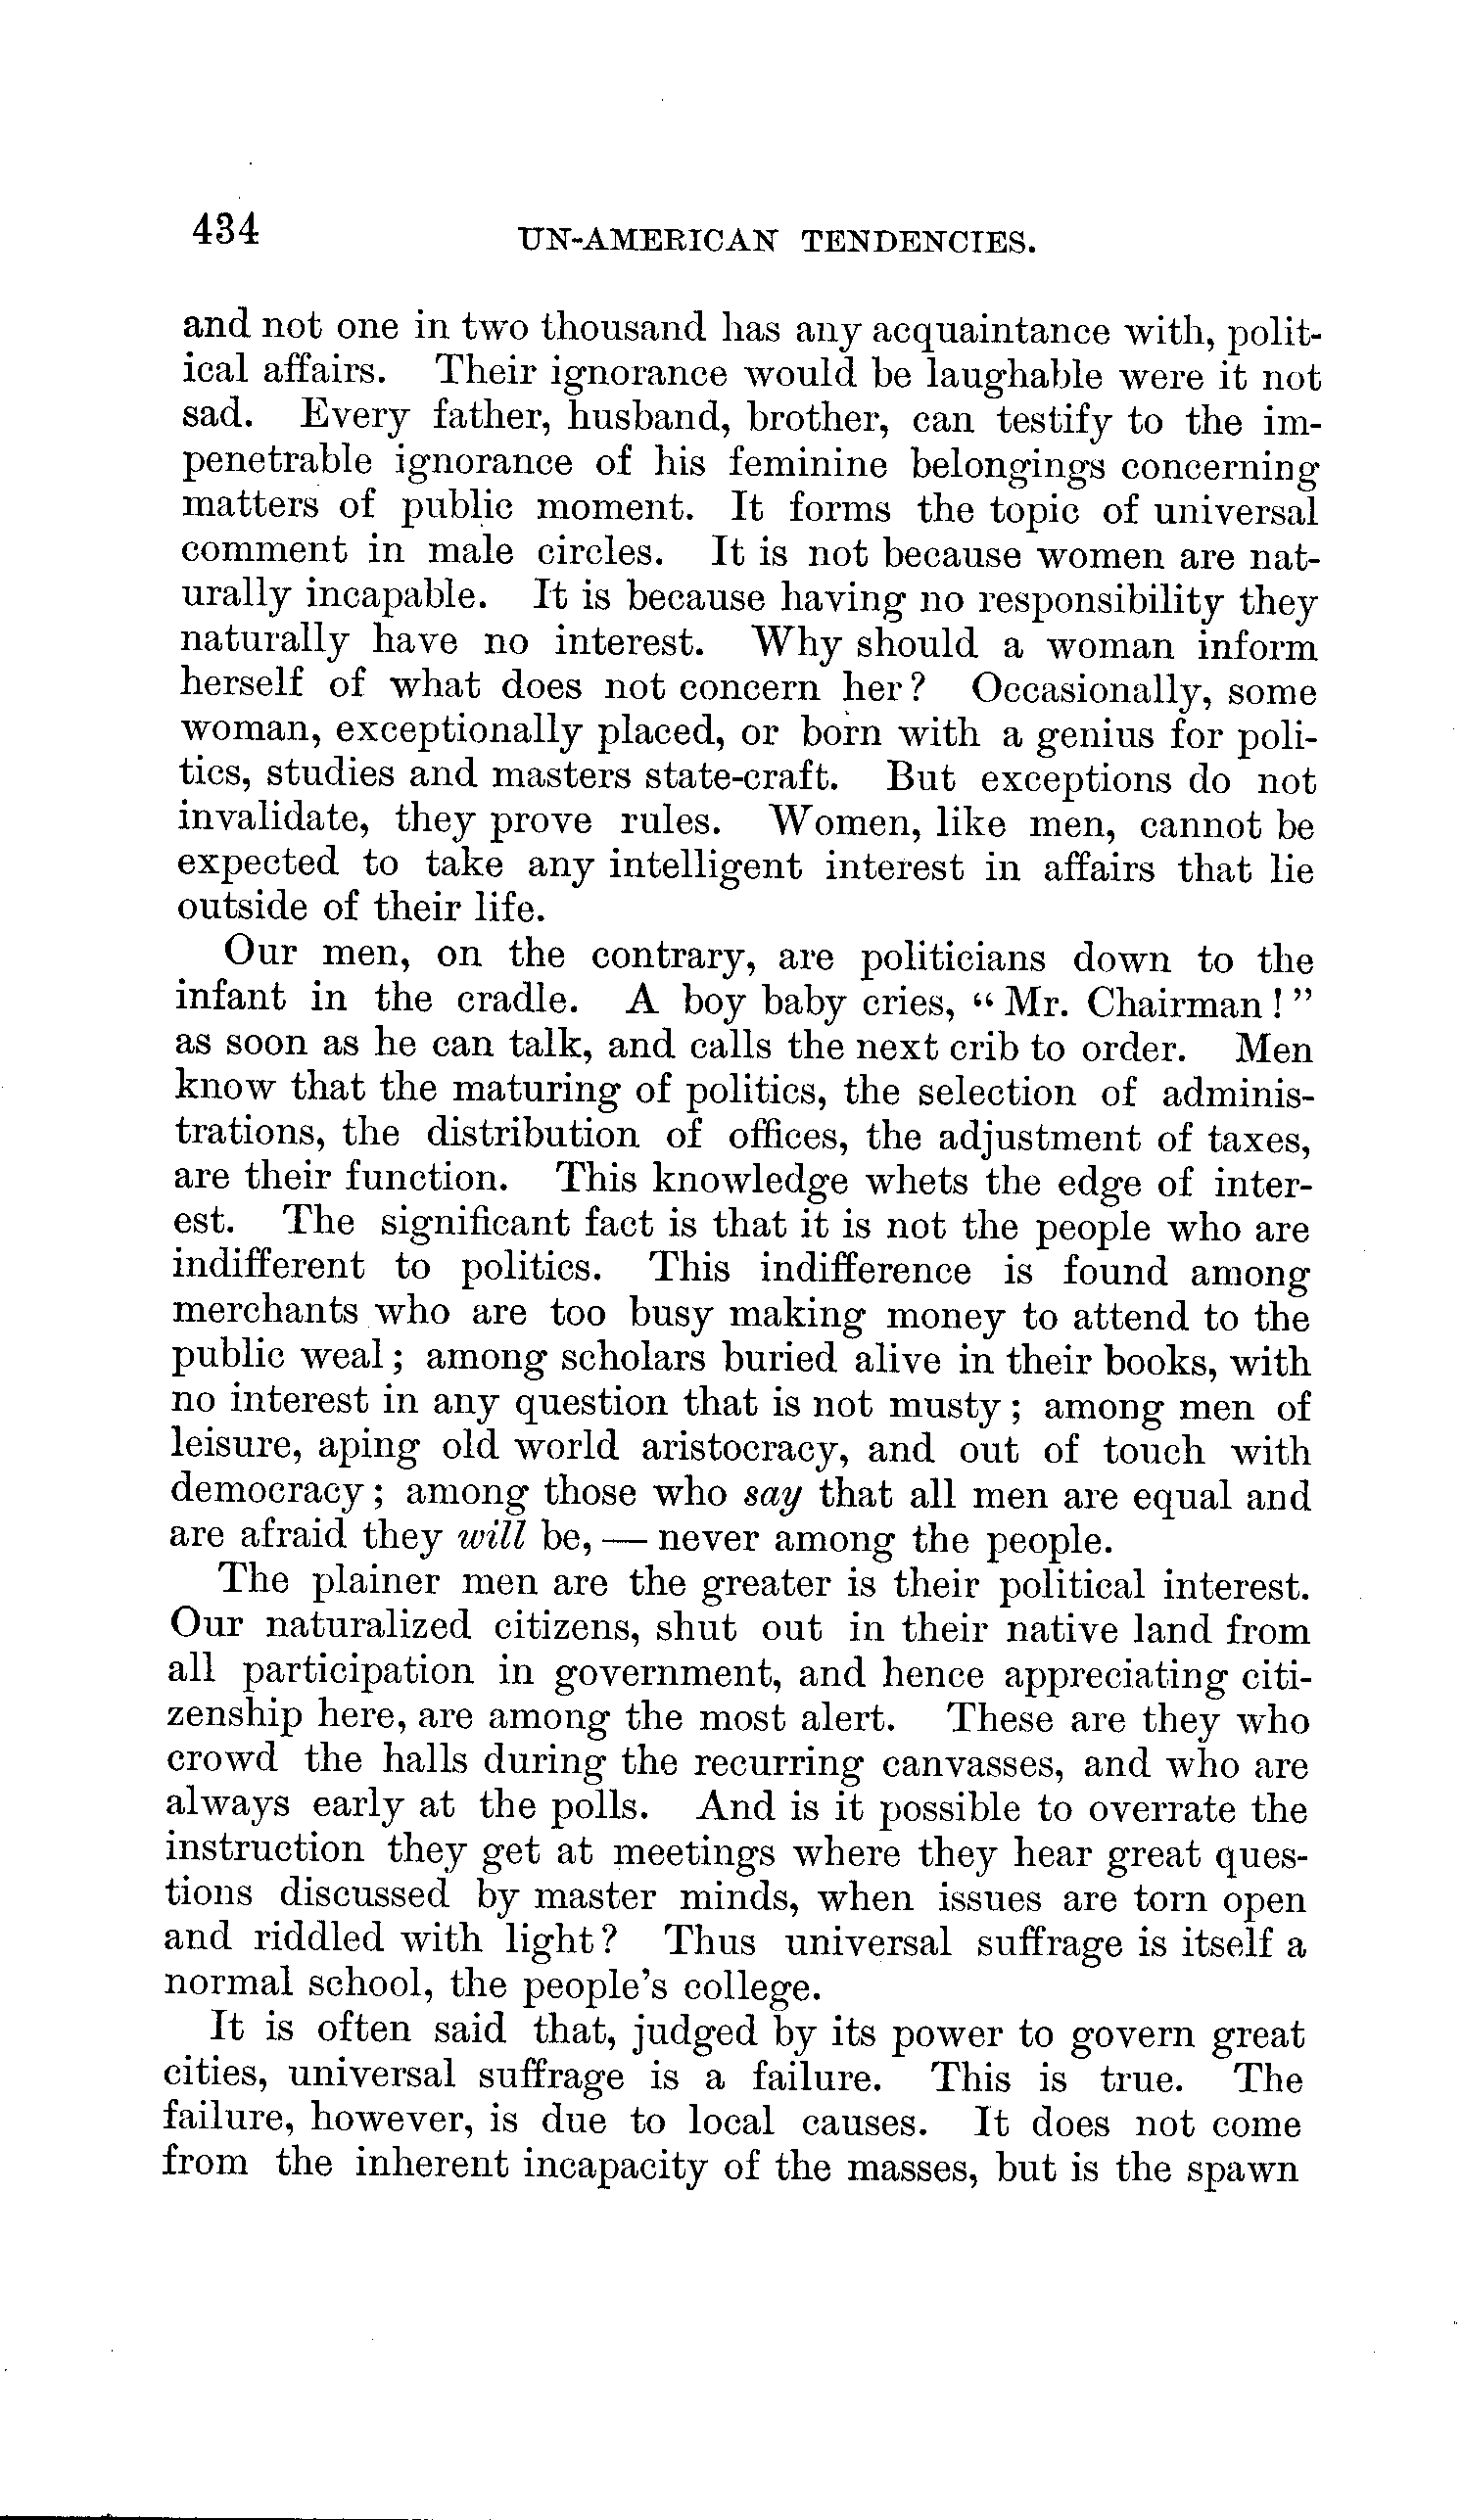 434
UN-AMERICAN TENDENCIES.
and not one in two thousand has any acquaintance with, polit-
ical affairs. Their ignorance would be laughable were it not
sad. Every father, husband, brother, can testify to the im-
penetrable ignorance of his feminine belongings concerning
matters of public moment. It forms the topic of universal
comment in male circles. It is not because women are nat-
urally incapable. It is because having no responsibility they
naturally have no interest. Why should a woman inform
herself of what does not concern her? Occasionally, some
woman, exceptionally placed, or born with a genius for poli-
tics, studies and masters state-craft. But exceptions do not
invalidate, they prove rules. Women, like men, cannot be
expected to take any intelligent interest in affairs that lie
outside of their life.
Our men, on the contrary, are politicians down to the
infant in the cradle. A boy baby cries, “Mr. Chairman!”
as soon as he can talk, and calls the next crib to order. Men
know that the maturing of politics, the selection of adminis-
trations, the distribution of offices, the adjustment of taxes,
are their function. This knowledge whets the edge of inter-
est. The significant fact is that it is not the people who are
indifferent to politics. This indifference is found among
merchants who are too busy making money to attend to the
public weal; among scholars buried alive in their books, with
no interest in any question that is not musty; among men of
leisure, aping old world aristocracy, and out of touch with
democracy; among those who say that all men are equal and
are afraid they will be,—never among the people.
The plainer men are the greater is their political interest.
Our naturalized citizens, shut out in their native land from
all participation in government, and hence appreciating citi-
zenship here, are among the most alert. These are they who
crowd the halls during the recurring canvasses, and who are
always early at the polls. And is it possible to overrate the
instruction they get at meetings where they hear great ques-
tions discussed by master minds, when issues are torn open
and riddled with light? Thus universal suffrage is itself a
normal school, the people's college.
It is often said that, judged by its power to govern great
cities, universal suffrage is a failure. This is true. The
failure, however, is due to local causes. It does not come
from the inherent incapacity of the masses, but is the spawn